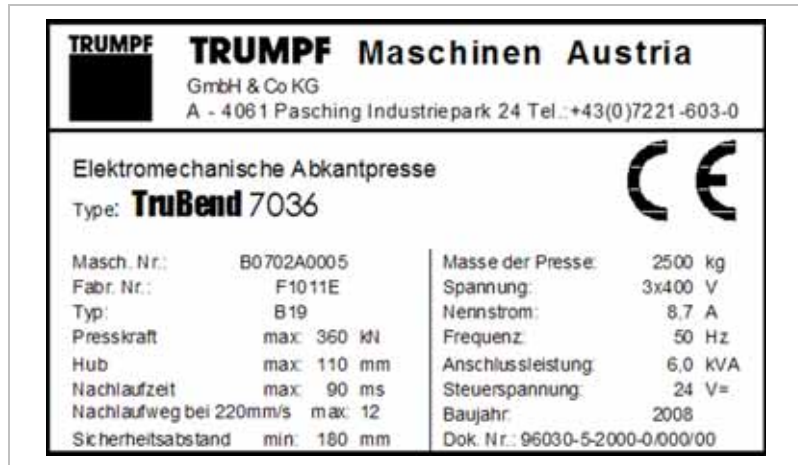 TRUMPF
TRUMPF Maschinen Austria
GmbH & Co KG
A - 4061 Pasching Industriepark 24 Tel.:+43(0)7221-603-0
Elektromechanische Abkantpresse
Type: TruBend 7036
CE
Masch. Nr.: B0702A0005
Fabr. Nr.: F1011E
Typ: B19
Presskraft max: 360 kN
Hub max: 110 mm
Nachlaufzeit max: 90 ms
Nachlaufweg bei 220mm/s max: 12
Sicherheitsabstand min: 180 mm
Masse der Presse: 2500 kg
Spannung: 3x400 V
Nennstrom: 8,7 A
Frequenz: 50 Hz
Anschlussleistung: 6,0 kVA
Steuerspannung: 24 V=
Baujahr: 2008
Dok. Nr.: 96030-5-2000-0/000/00